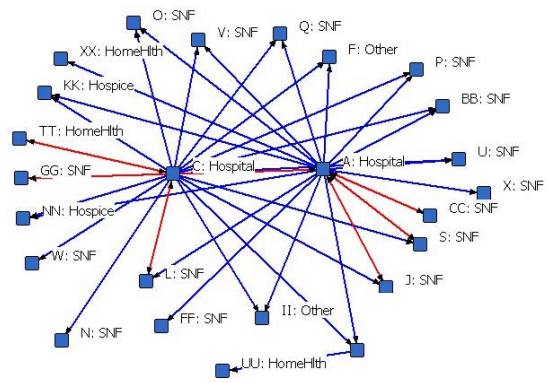 O: SNF
V: SNF
Q: SNF
XX: HomeHlth
F: Other
P: SNF
KK: Hospice
BB: SNF
TT: HomeHlth
C: Hospital
A: Hospital
U: SNF
GG: SNF
X: SNF
NN: Hospice
CC: SNF
S: SNF
W: SNF
L: SNF
J: SNF
N: SNF
FF: SNF
II: Other
UU: HomeHlth